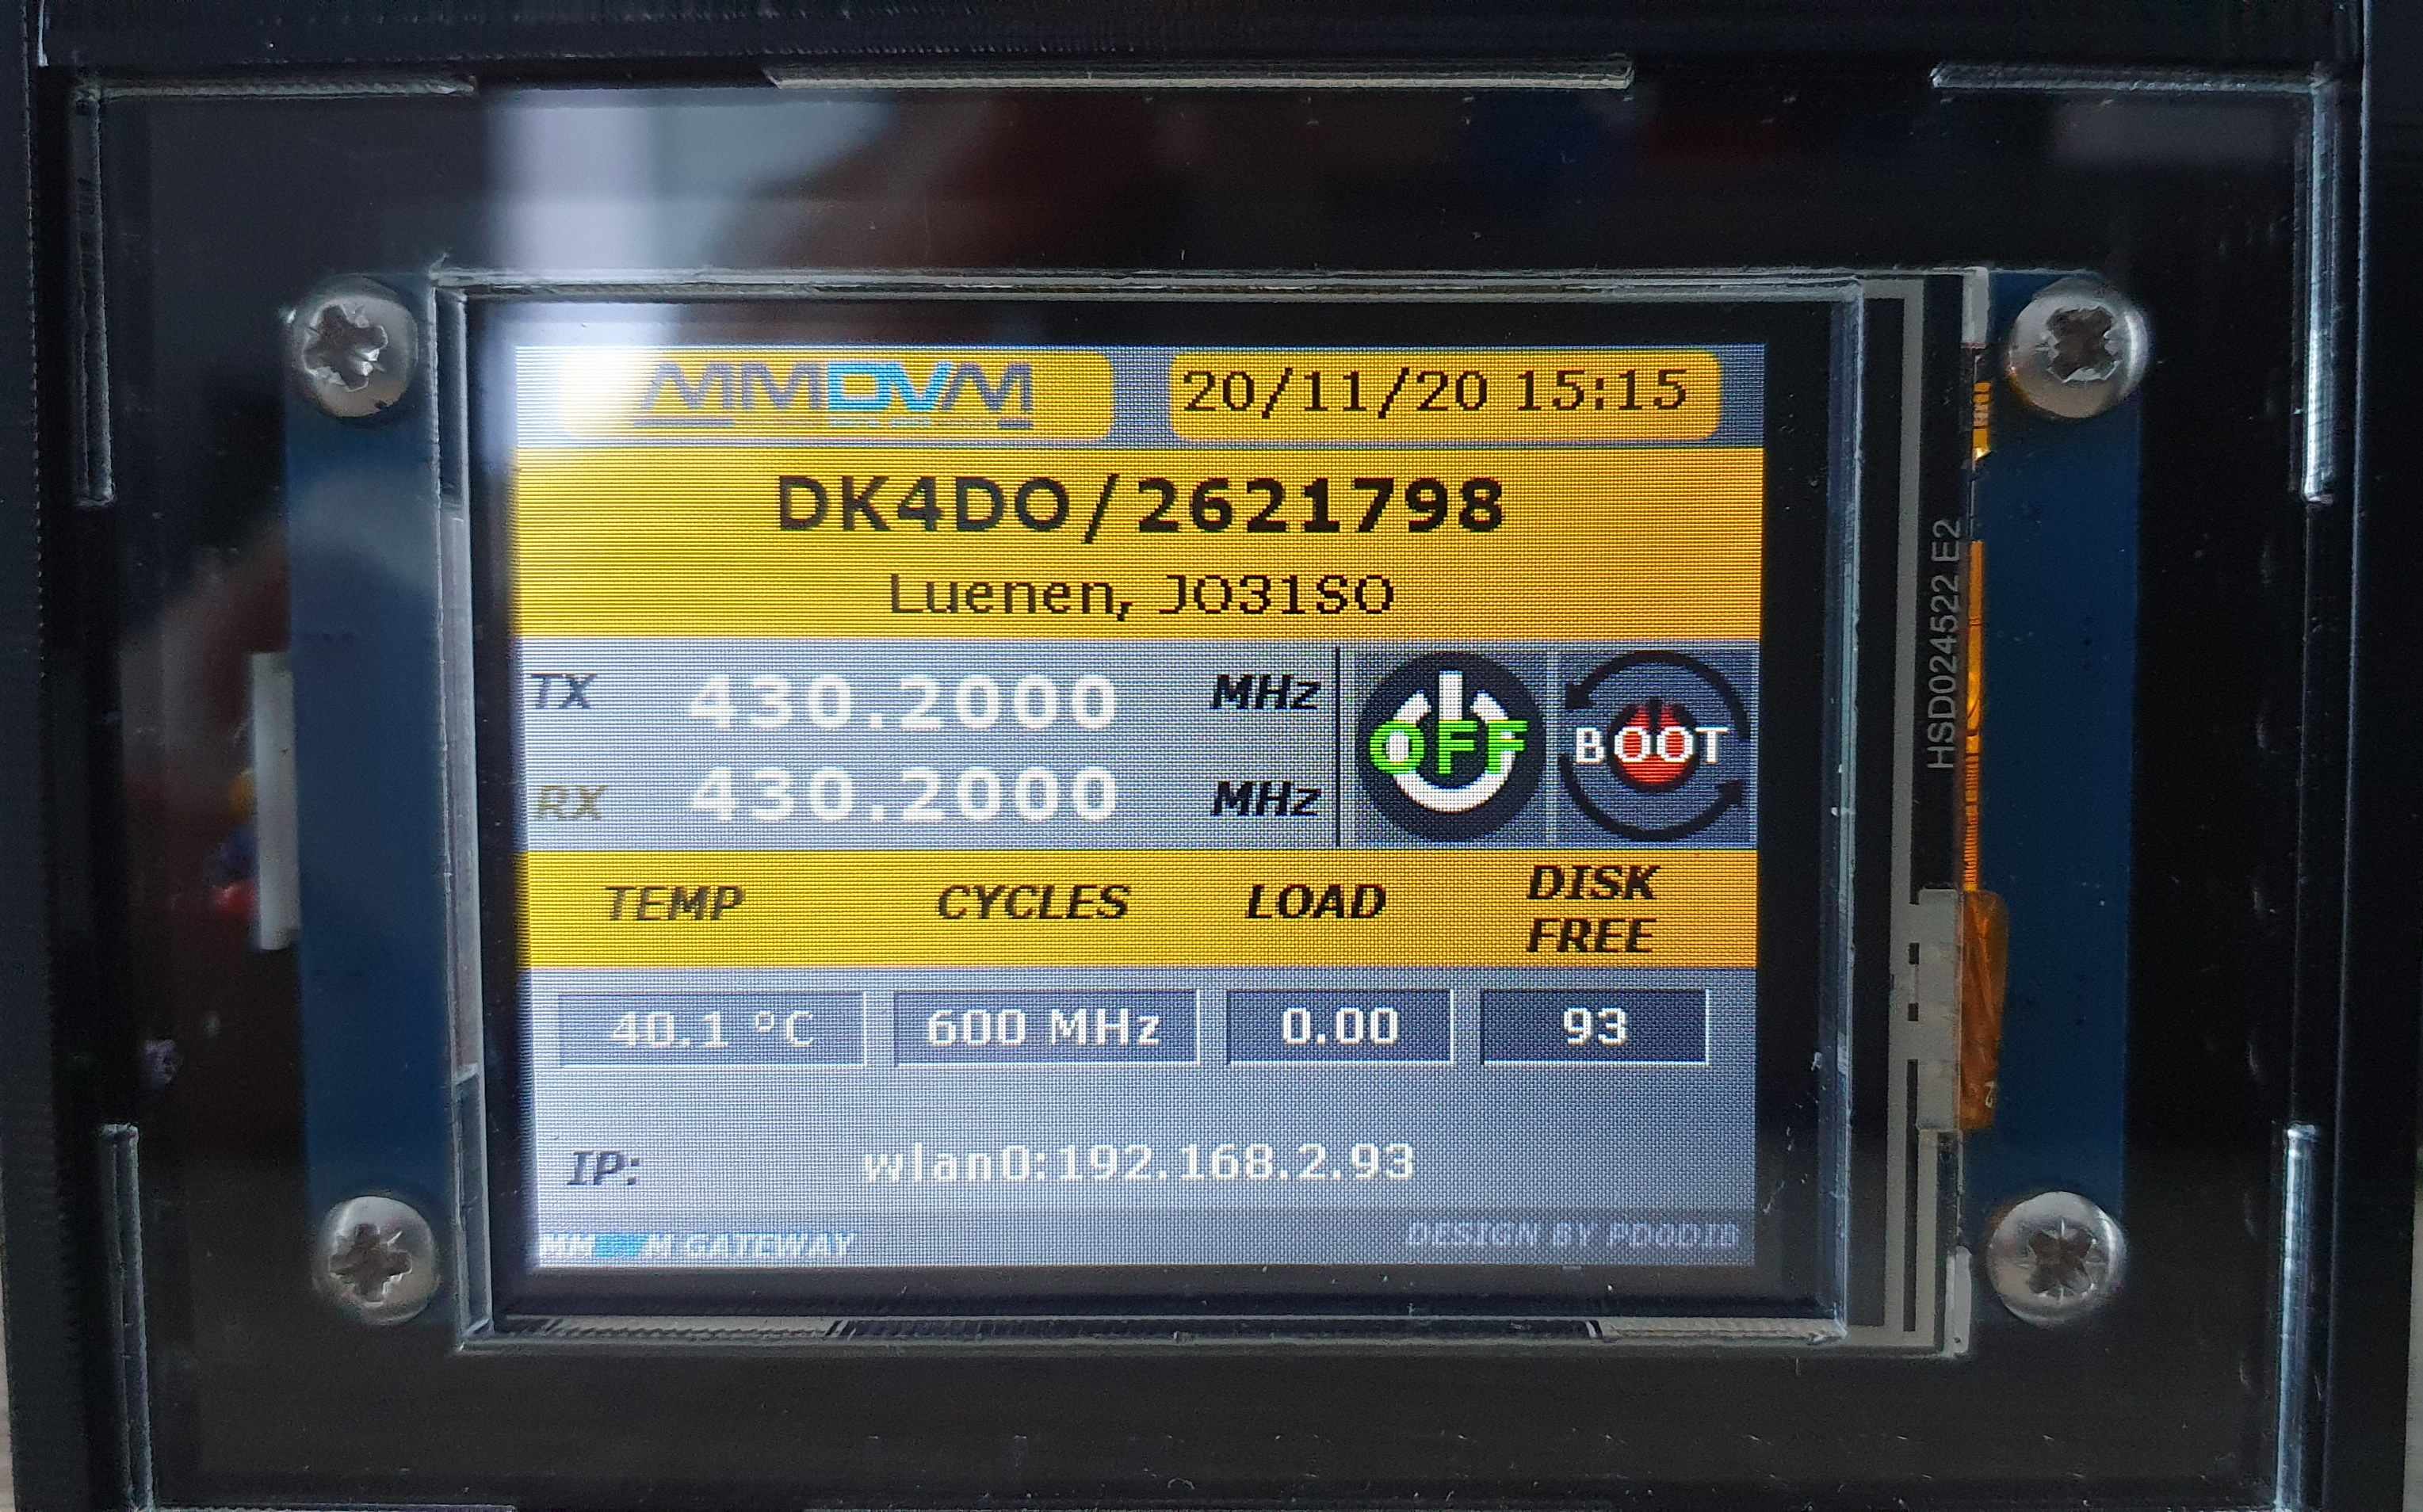 MMDVM
20/11/20 15:15
DK4DO/2621798
Luenen, JO31SO
TX 430.2000 MHz
OFF
BOOT
RX 430.2000 MHz
TEMP CYCLES LOAD DISK FREE
40.1 °C 600 MHz 0.00 93
IP: wlan0:192.168.2.93
MMDVM GATEWAY
DESIGN BY PD0DIB
HSD024522 E2